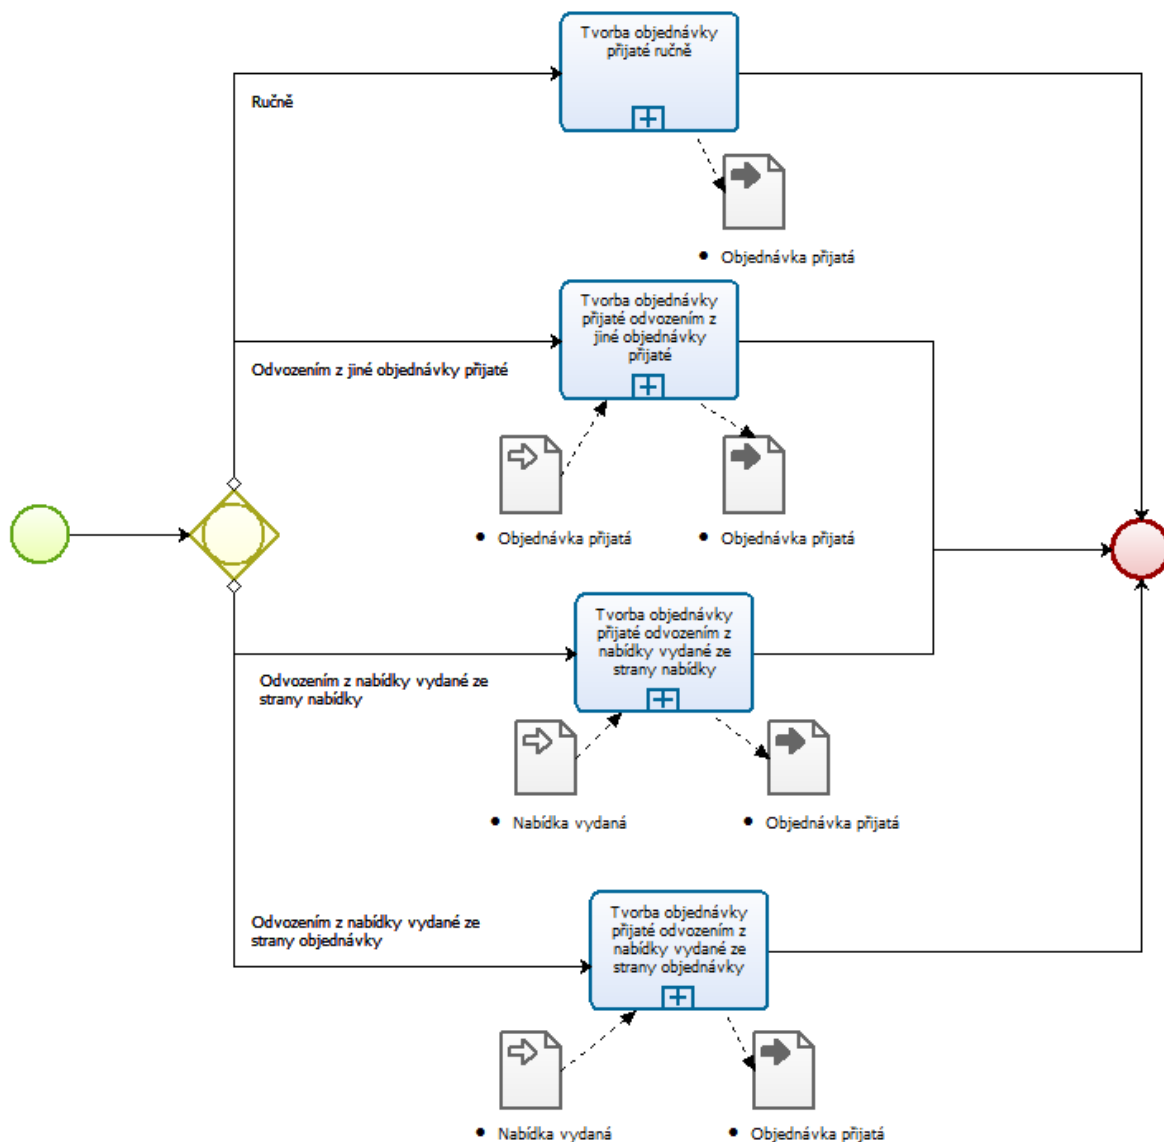 Tvorba objednávky
přijaté ručně
Ručně
Objednávka přijatá
Tvorba objednávky
přijaté odvozením z
jiné objednávky
přijaté
Odvozením z jiné objednávky přijaté
Objednávka přijatá
Objednávka přijatá
Tvorba objednávky
přijaté odvozením z
nabídky vydané ze
strany nabídky
Odvozením z nabídky vydané ze
strany nabídky
Nabídka vydaná
Objednávka přijatá
Tvorba objednávky
přijaté odvozením z
nabídky vydané ze
strany objednávky
Odvozením z nabídky vydané ze
strany objednávky
Nabídka vydaná
Objednávka přijatá